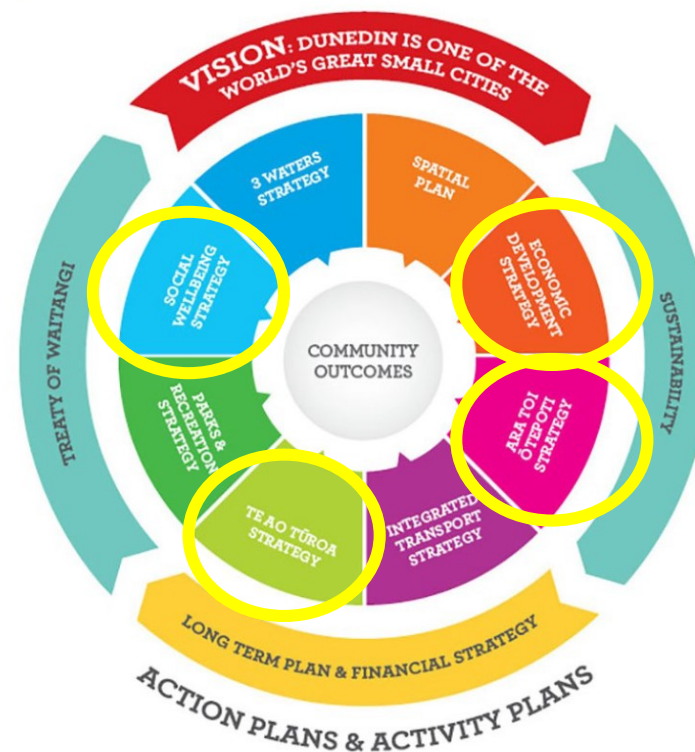 VISION: DUNEDIN IS ONE OF THE
WORLD'S GREAT SMALL CITIES
3 WATERS
STRATEGY
SPATIAL
PLAN
SOCIAL
WELLBEING
STRATEGY
ECONOMIC
DEVELOPMENT
STRATEGY
TREATY OF WAITANGI
COMMUNITY
OUTCOMES
SUSTAINABILITY
PARKS &
RECREATION
STRATEGY
ARA TOI
ŌTEPOTI
STRATEGY
TE AO TŪROA
STRATEGY
INTEGRATED
TRANSPORT
STRATEGY
LONG TERM PLAN & FINANCIAL STRATEGY
ACTION PLANS & ACTIVITY PLANS